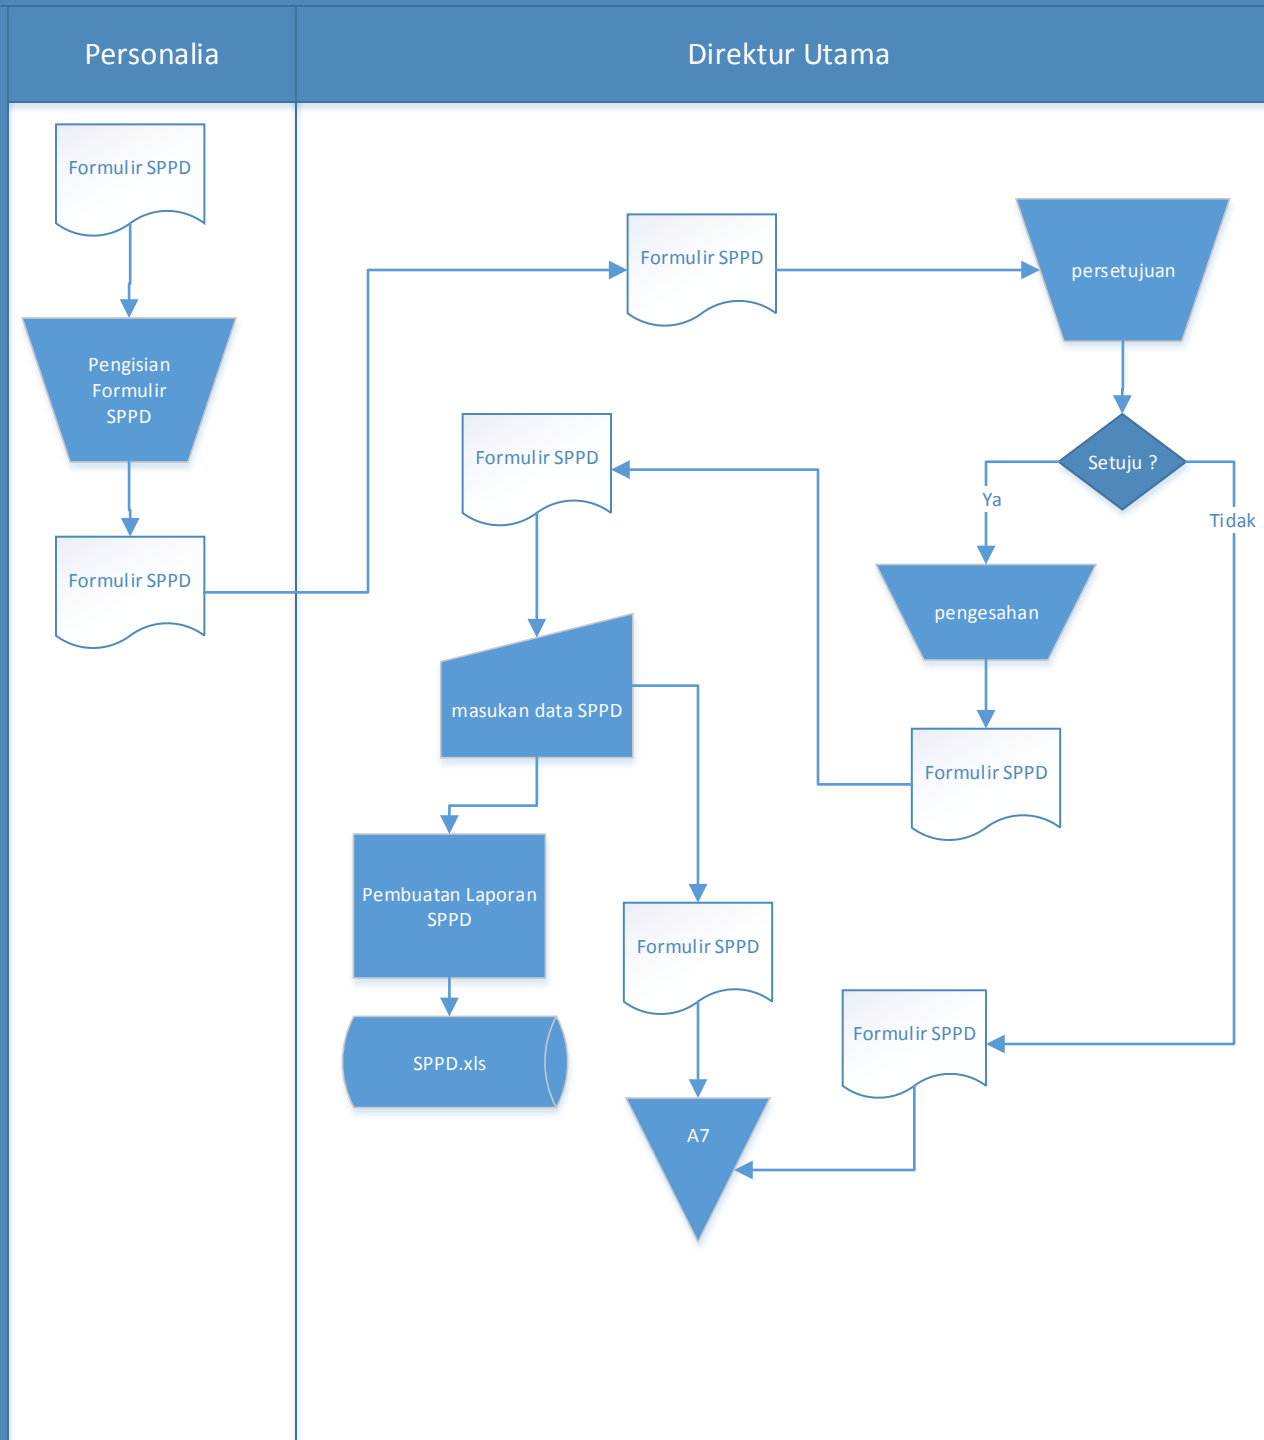 Personalia
Direktur Utama
Formulir SPPD
Pengisian
Formulir
SPPD
Formulir SPPD
Formulir SPPD
persetujuan
Setuju ?
Ya
Tidak
pengesahan
Formulir SPPD
Formulir SPPD
masukan data SPPD
Pembuatan Laporan
SPPD
SPPD.xls
Formulir SPPD
Formulir SPPD
A7